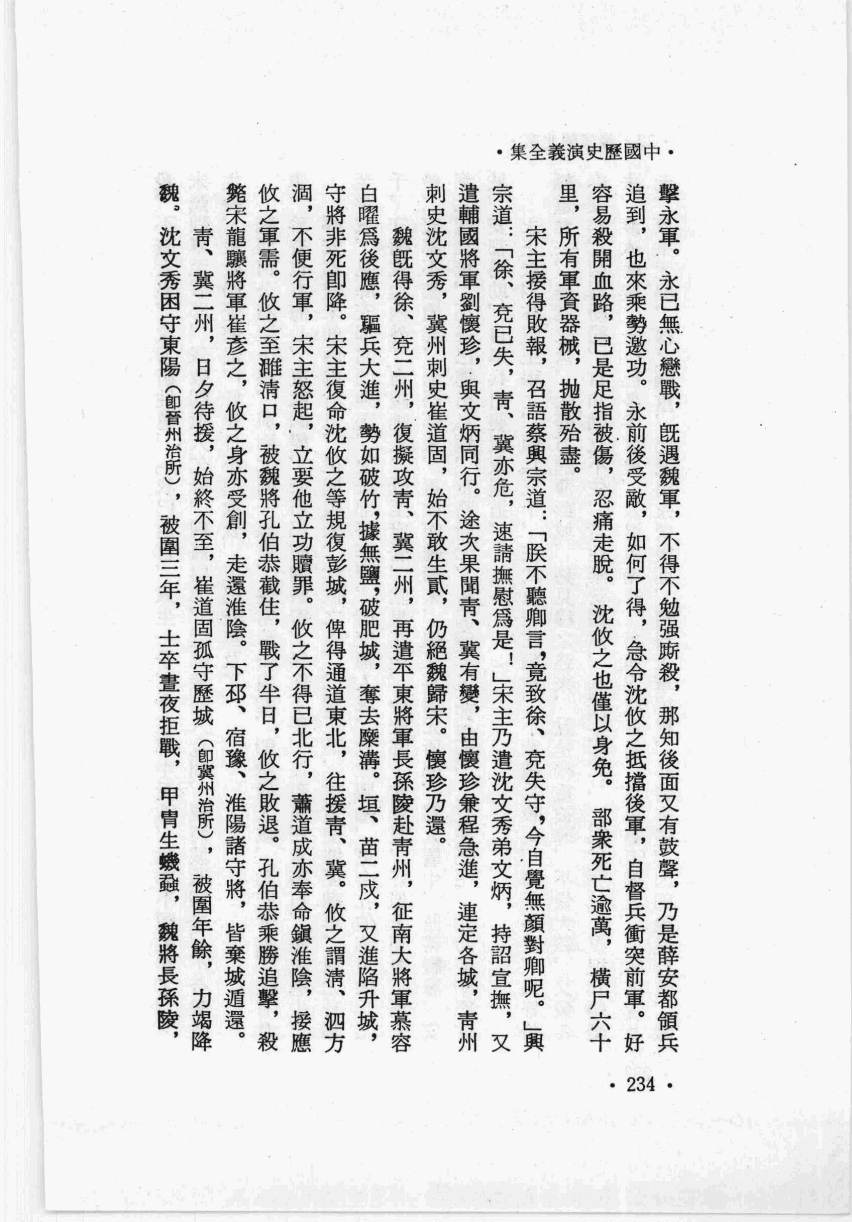 •中國歷史演義全集•
擊永軍。永已無心戀戰，旣遇魏軍，不得不勉强厮殺，那知後面又有鼓聲，乃是薛安都領兵
追到，也來乘勢邀功。永前後受敵，如何了得，急令沈攸之抵擋後軍，自督兵衝突前軍。好
容易殺開血路，已是足指被傷，忍痛走脫。沈攸之也僅以身免。部衆死亡逾萬，橫尸六十
里，所有軍資器械，拋散殆盡。
宋主接得敗報，召語蔡興宗道：「朕不聽卿言，竟致徐、兗失守，今自覺無顏對卿呢。」興
宗道：「徐、兗已失，靑、冀亦危，速請撫慰爲是！」宋主乃遣沈文秀弟文炳，持詔宣撫，又
遣輔國將軍劉懷珍，與文炳同行。途次果聞靑、冀有變，由懷珍兼程急進，連定各城，靑州
刺史沈文秀，冀州刺史崔道固，始不敢生貳，仍絕魏歸宋。懷珍乃還。
魏旣得徐、兗二州，復擬攻靑、冀二州，再遣平東將軍長孫陵赴靑州，征南大將軍慕容
白曜爲後應，驅兵大進，勢如破竹，據無鹽，破肥城，奪去糜溝。垣、苗二戍，又進陷升城，
守將非死卽降。宋主復命沈攸之等規復彭城，俾得通道東北，往援靑、冀。攸之謂淸、泗方
涸，不便行軍，宋主怒起，立要他立功贖罪。攸之不得已北行，蕭道成亦奉命鎭淮陰，接應
攸之軍需。攸之至濉淸口，被魏將孔伯恭截住，戰了半日，攸之敗退。孔伯恭乘勝追擊，殺
斃宋龍驤將軍崔彥之，攸之身亦受創，走還淮陰。下邳、宿豫、淮陽諸守將，皆棄城遁還。
靑、冀二州，日夕待援，始終不至，崔道固孤守歷城（卽冀州治所），被圍年餘，力竭降
魏。沈文秀困守東陽（卽晉州治所），被圍三年，士卒晝夜拒戰，甲冑生蟣蝨，魏將長孫陵，
•234•